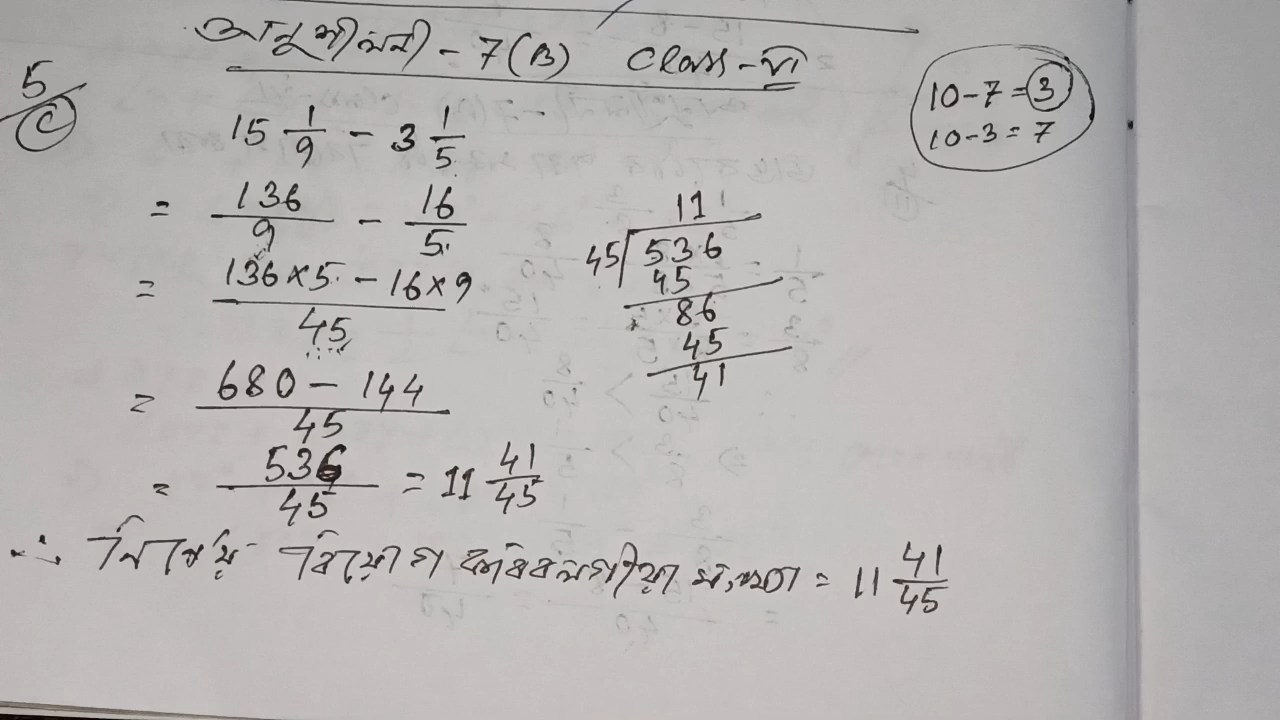 অনুশীলনী - 7(B) Class - VI
5/C
10-7=3
10-3=7
15 1/9 - 3 1/5
= 136/9 - 16/5
= (136×5 - 16×9)/45
= (680 - 144)/45
= 536/45 = 11 41/45
11
45 536
45
86
45
41
∴ নির্ণেয় বিয়োগ = 11 41/45